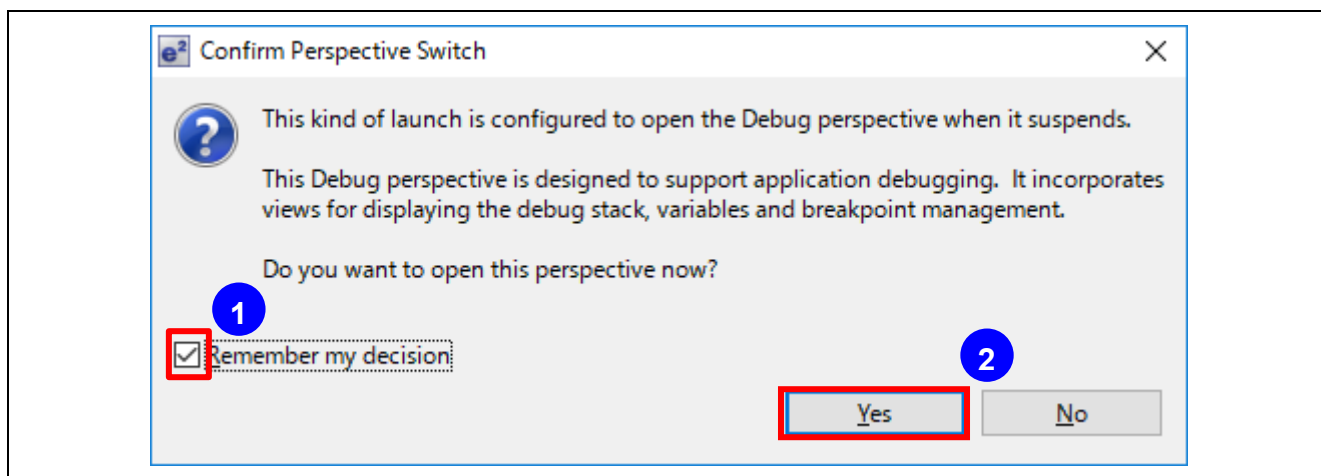 e² Confirm Perspective Switch
This kind of launch is configured to open the Debug perspective when it suspends.
This Debug perspective is designed to support application debugging. It incorporates
views for displaying the debug stack, variables and breakpoint management.
Do you want to open this perspective now?
1
Remember my decision
2
Yes No